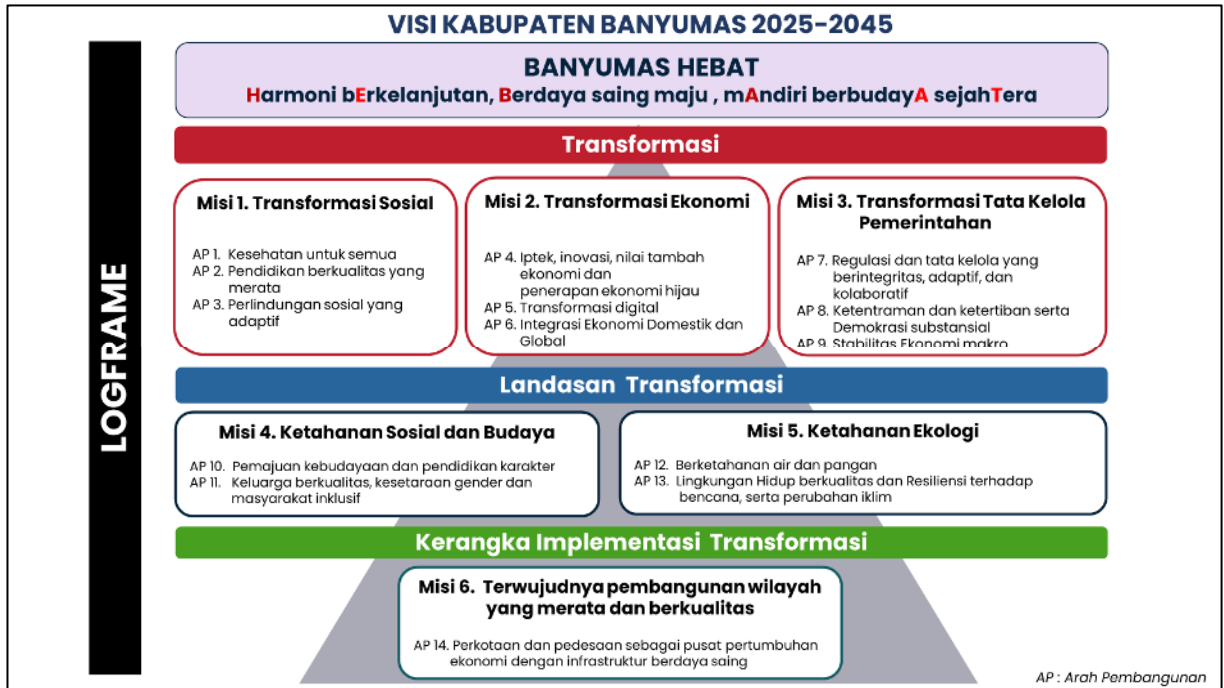 VISI KABUPATEN BANYUMAS 2025-2045
BANYUMAS HEBAT
Harmoni bErkelanjutan, Berdaya saing maju , mAndiri berbudayA sejahTera
LOGFRAME
Transformasi
Misi 1. Transformasi Sosial
AP 1. Kesehatan untuk semua
AP 2. Pendidikan berkualitas yang
merata
AP 3. Perlindungan sosial yang
adaptif
Misi 2. Transformasi Ekonomi
AP 4. Iptek, inovasi, nilai tambah
ekonomi dan
penerapan ekonomi hijau
AP 5. Transformasi digital
AP 6. Integrasi Ekonomi Domestik dan
Global
Misi 3. Transformasi Tata Kelola
Pemerintahan
AP 7. Regulasi dan tata kelola yang
berintegritas, adaptif, dan
kolaboratif
AP 8. Ketentraman dan ketertiban serta
Demokrasi substansial
AP 9. Stabilitas Ekonomi makro
Landasan Transformasi
Misi 4. Ketahanan Sosial dan Budaya
AP 10. Pemajuan kebudayaan dan pendidikan karakter
AP 11. Keluarga berkualitas, kesetaraan gender dan
masyarakat inklusif
Misi 5. Ketahanan Ekologi
AP 12. Berketahanan air dan pangan
AP 13. Lingkungan Hidup berkualitas dan Resiliensi terhadap
bencana, serta perubahan iklim
Kerangka Implementasi Transformasi
Misi 6. Terwujudnya pembangunan wilayah
yang merata dan berkualitas
AP 14. Perkotaan dan pedesaan sebagai pusat pertumbuhan
ekonomi dengan infrastruktur berdaya saing
AP : Arah Pembangunan